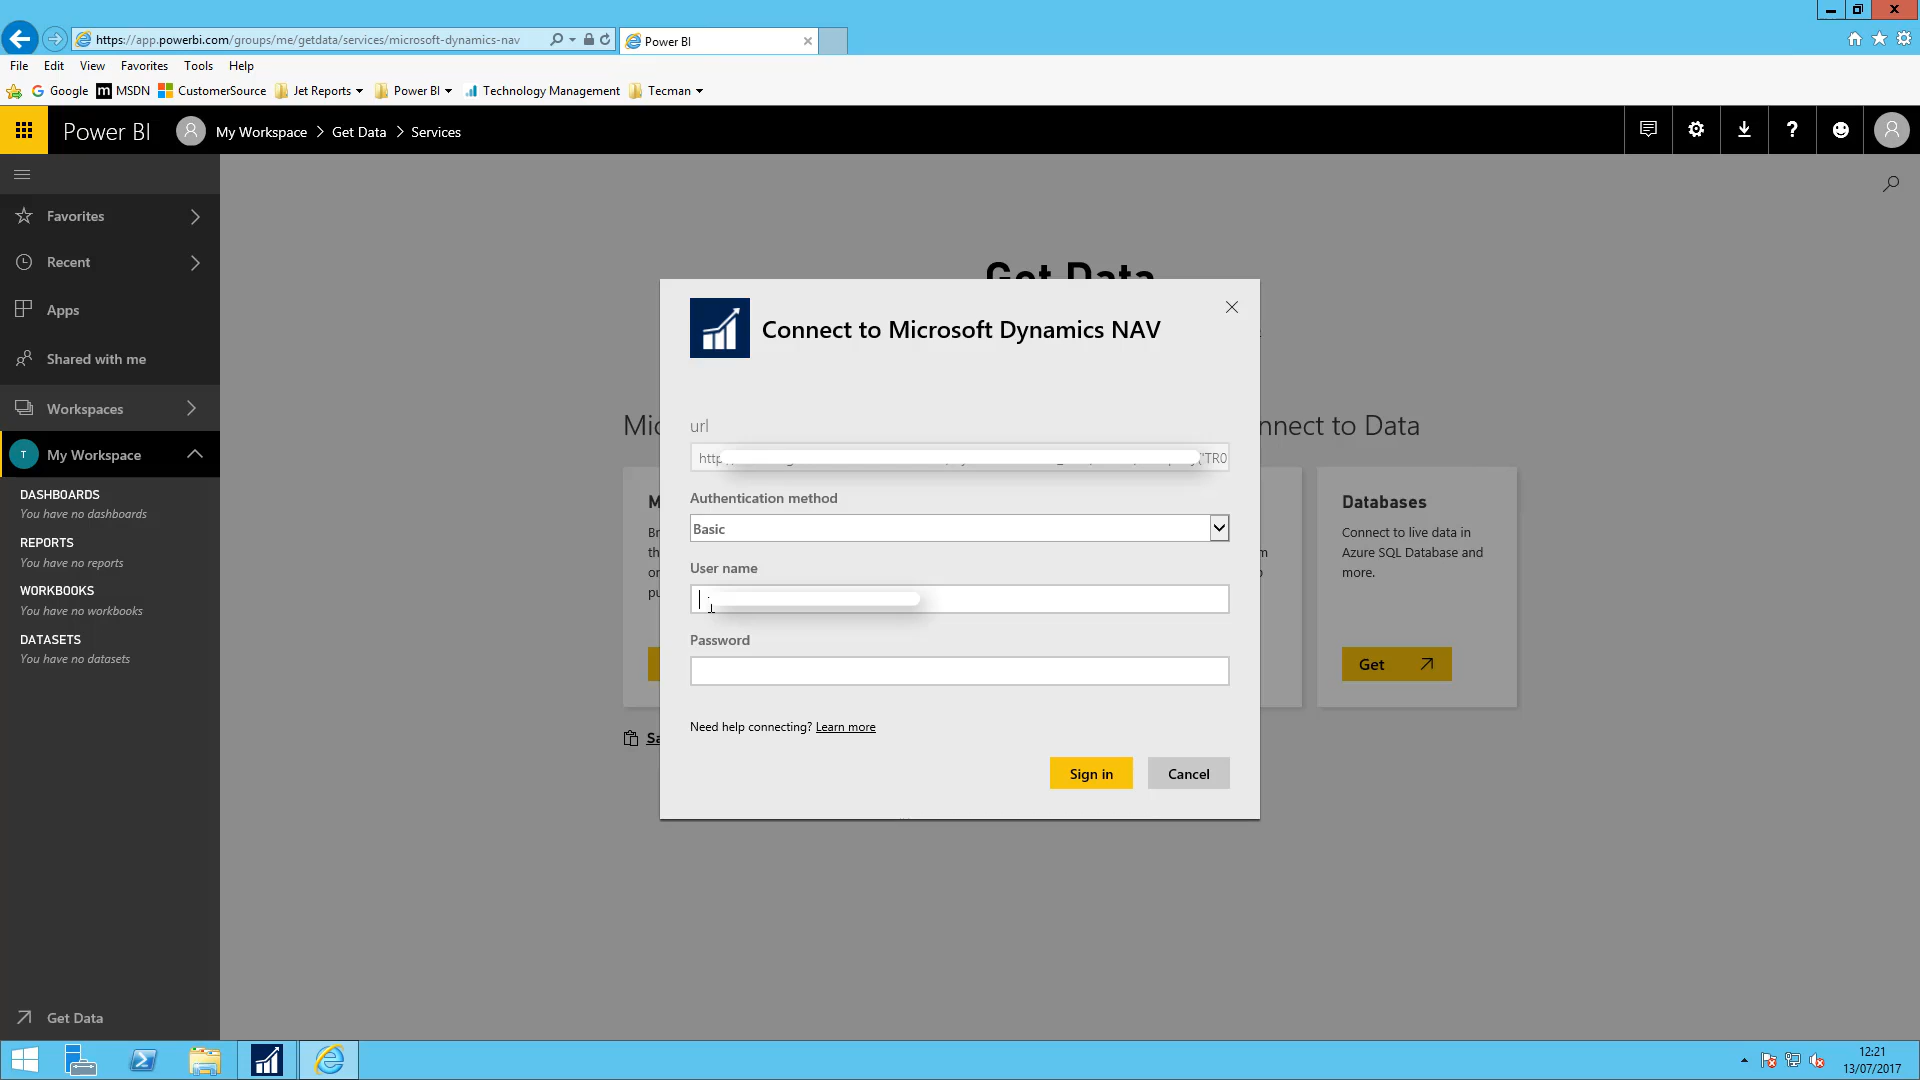 https://app.powerbi.com/groups/me/getdata/services/microsoft-dynamics-nav
Power BI
File Edit View Favorites Tools Help
Google MSDN CustomerSource Jet Reports Power BI Technology Management Tecman
Power BI My Workspace Get Data Services
Favorites
Recent
Apps
Shared with me
Workspaces
T My Workspace
DASHBOARDS
You have no dashboards
REPORTS
You have no reports
WORKBOOKS
You have no workbooks
DATASETS
You have no datasets
Get Data
Get Data
Connect to Microsoft Dynamics NAV
url
http
Authentication method
Basic
User name
Password
Need help connecting? Learn more
Sign in Cancel
nnect to Data
Databases
Connect to live data in
Azure SQL Database and
more.
Get
12:21
13/07/2017